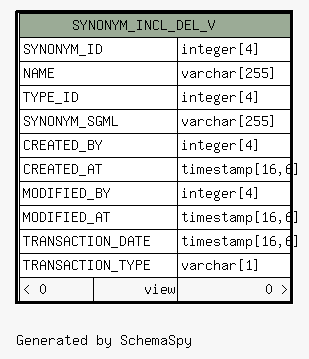 SYNONYM_INCL_DEL_V
SYNONYM_ID integer[4]
NAME varchar[255]
TYPE_ID integer[4]
SYNONYM_SGML varchar[255]
CREATED_BY integer[4]
CREATED_AT timestamp[16,6]
MODIFIED_BY integer[4]
MODIFIED_AT timestamp[16,6]
TRANSACTION_DATE timestamp[16,6]
TRANSACTION_TYPE varchar[1]
< 0 view 0 >
Generated by SchemaSpy